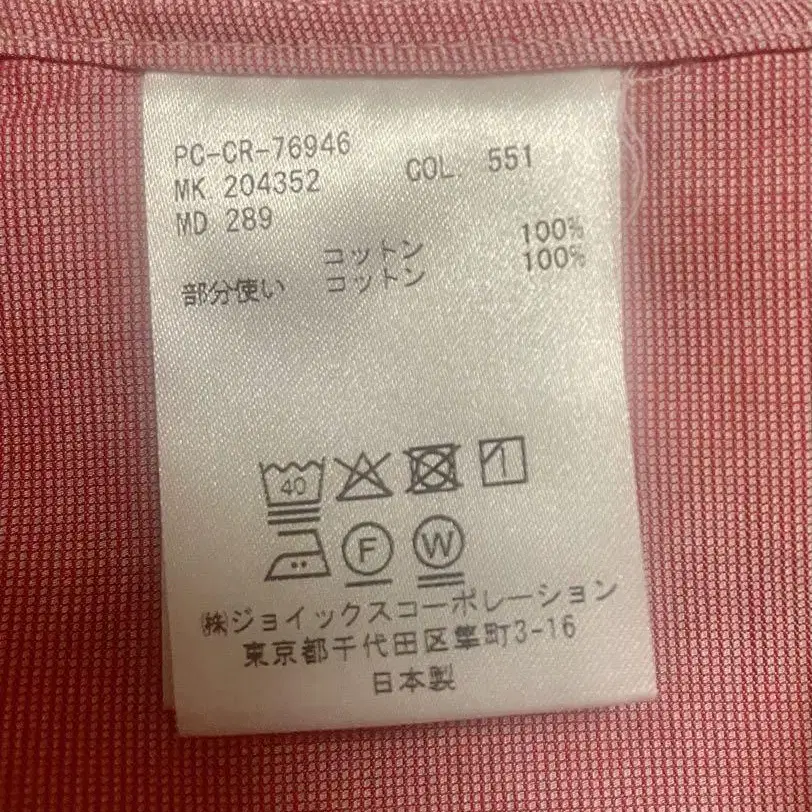 PC-CR-76946
COL. 551
MK. 204352
MD. 289
コットン 100%
部分使い コットン 100%
40
F W
㈱ジョイックスコーポレーション
東京都千代田区隼町3-16
日本製